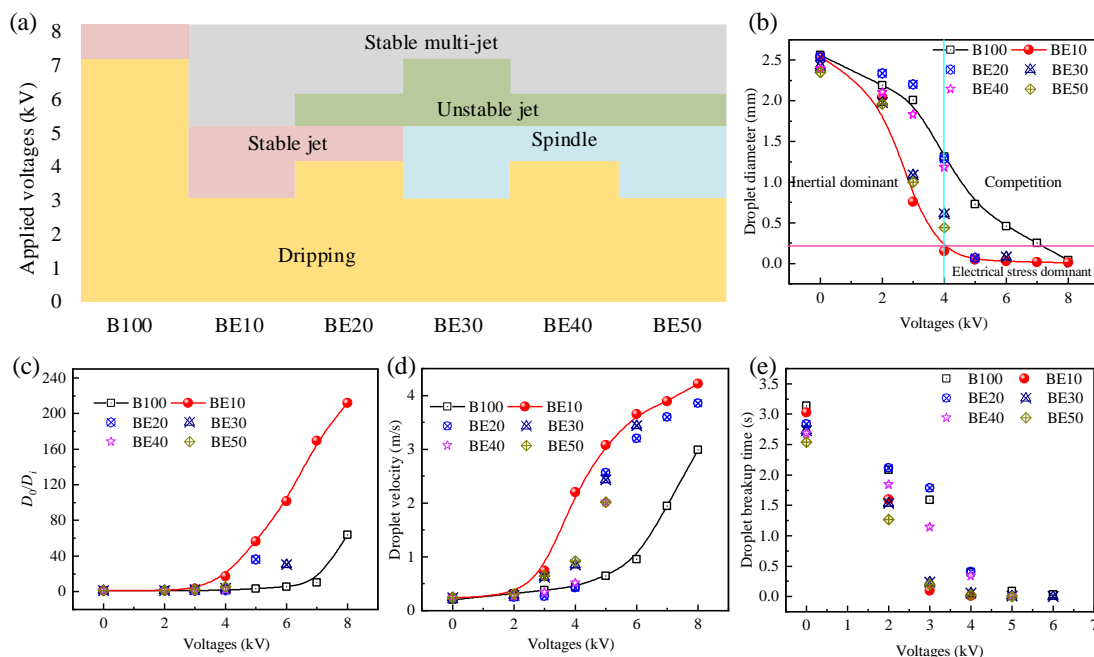 (a)
Applied voltages (kV)
8
7
6
5
4
3
2
1
0
Stable multi-jet
Unstable jet
Stable jet
Spindle
Dripping
B100 BE10 BE20 BE30 BE40 BE50
(b)
Droplet diameter (mm)
2.5
2.0
1.5
1.0
0.5
0.0
B100 BE10
BE20 BE30
BE40 BE50
Inertial dominant
Competition
Electrical stress dominant
0 2 4 6 8
Voltages (kV)
(c)
D0/Di
240
200
160
120
80
40
0
B100 BE10
BE20 BE30
BE40 BE50
0 2 4 6 8
Voltages (kV)
(d)
Droplet velocity (m/s)
4
3
2
1
0
B100 BE10
BE20 BE30
BE40 BE50
0 2 4 6 8
Voltages (kV)
(e)
Droplet breakup time (s)
3.5
3.0
2.5
2.0
1.5
1.0
0.5
0.0
B100 BE10
BE20 BE30
BE40 BE50
0 1 2 3 4 5 6 7
Voltages (kV)